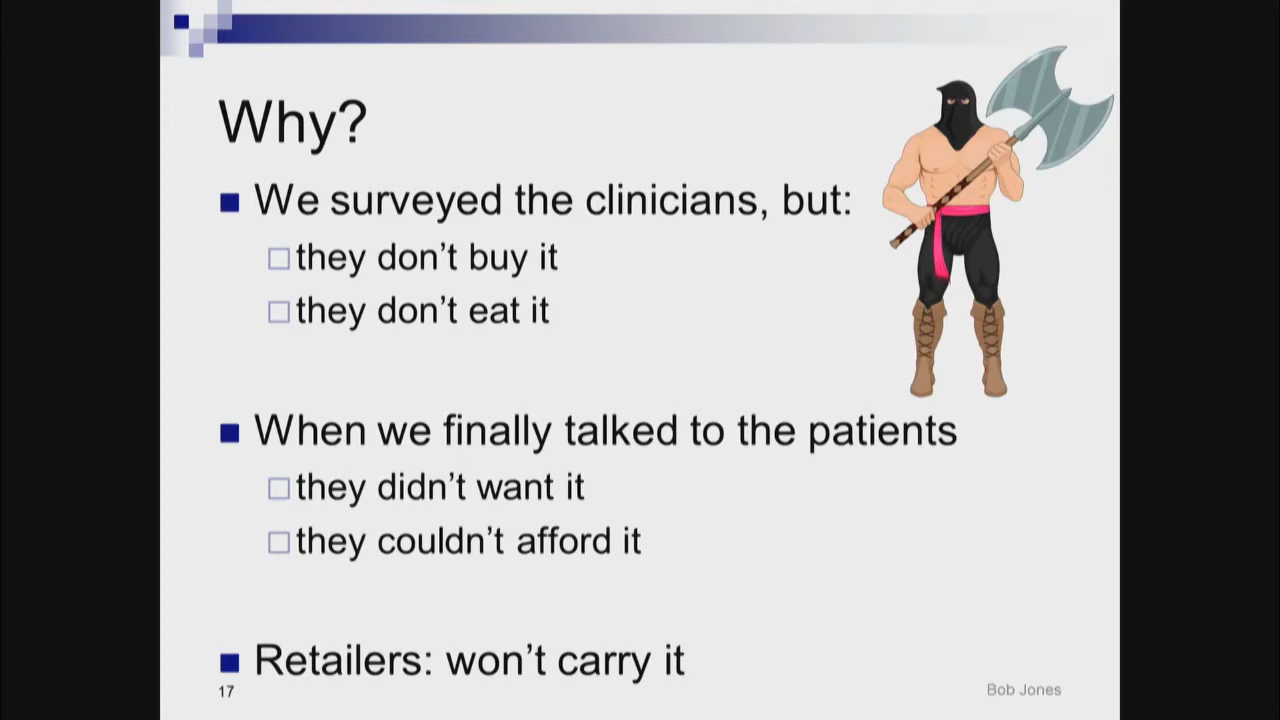 Why?
We surveyed the clinicians, but:
they don't buy it
they don't eat it
When we finally talked to the patients
they didn't want it
they couldn't afford it
Retailers: won't carry it
17
Bob Jones